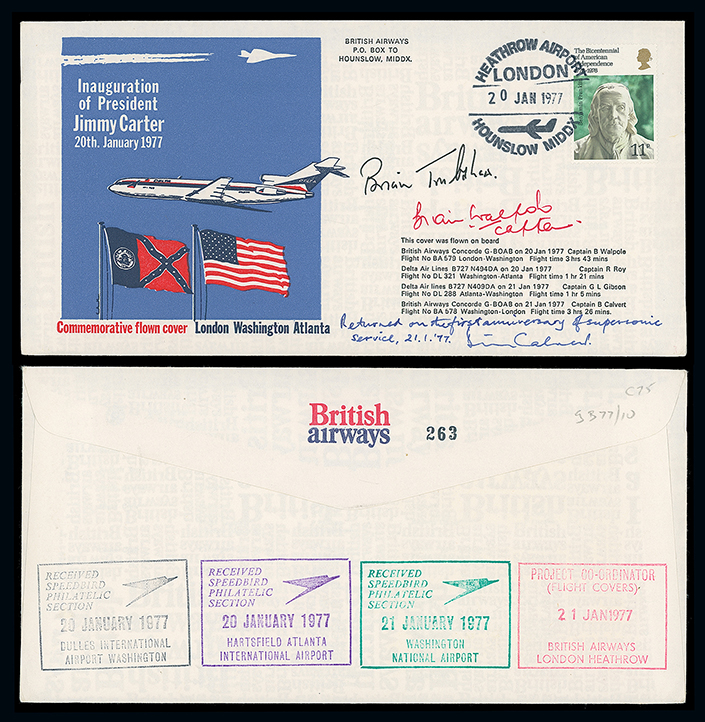 Inauguration
of President
Jimmy Carter
20th. January 1977
BRITISH AIRWAYS
P.O. BOX TO
HOUNSLOW, MIDDX.
HEATHROW AIRPORT
LONDON
20 JAN 1977
HOUNSLOW MIDDX
The Bicentennial
of American
Independence
1776-1976
11p
Brian Trubshaw.
Brian Walpole
Captain
This cover was flown on board
British Airways Concorde G-BOAB on 20 Jan 1977 Captain B Walpole
Flight No BA 579 London-Washington Flight time 3 hrs 43 mins
Delta Air Lines B727 N494DA on 20 Jan 1977 Captain R Roy
Flight No DL 321 Washington-Atlanta Flight time 1 hr 21 mins
Delta Air lines B727 N409DA on 21 Jan 1977 Captain G L Gibson
Flight No DL 288 Atlanta-Washington Flight time 1 hr 5 mins
British Airways Concorde G-BOAB on 21 Jan 1977 Captain B Calvert
Flight No BA 578 Washington-London Flight time 3 hrs 26 mins.
Commemorative flown cover London Washington Atlanta
Returned on the first anniversary of supersonic
service, 21.1.'77. Brian Calvert.
C75
SB77/10
British
airways
263
RECEIVED
SPEEDBIRD
PHILATELIC
SECTION
20 JANUARY 1977
DULLES INTERNATIONAL
AIRPORT WASHINGTON
RECEIVED
SPEEDBIRD
PHILATELIC
SECTION
20 JANUARY 1977
HARTSFIELD ATLANTA
INTERNATIONAL AIRPORT
RECEIVED
SPEEDBIRD
PHILATELIC
SECTION
21 JANUARY 1977
WASHINGTON
NATIONAL AIRPORT
PROJECT CO-ORDINATOR
(FLIGHT COVERS)
21 JAN 1977
BRITISH AIRWAYS
LONDON HEATHROW